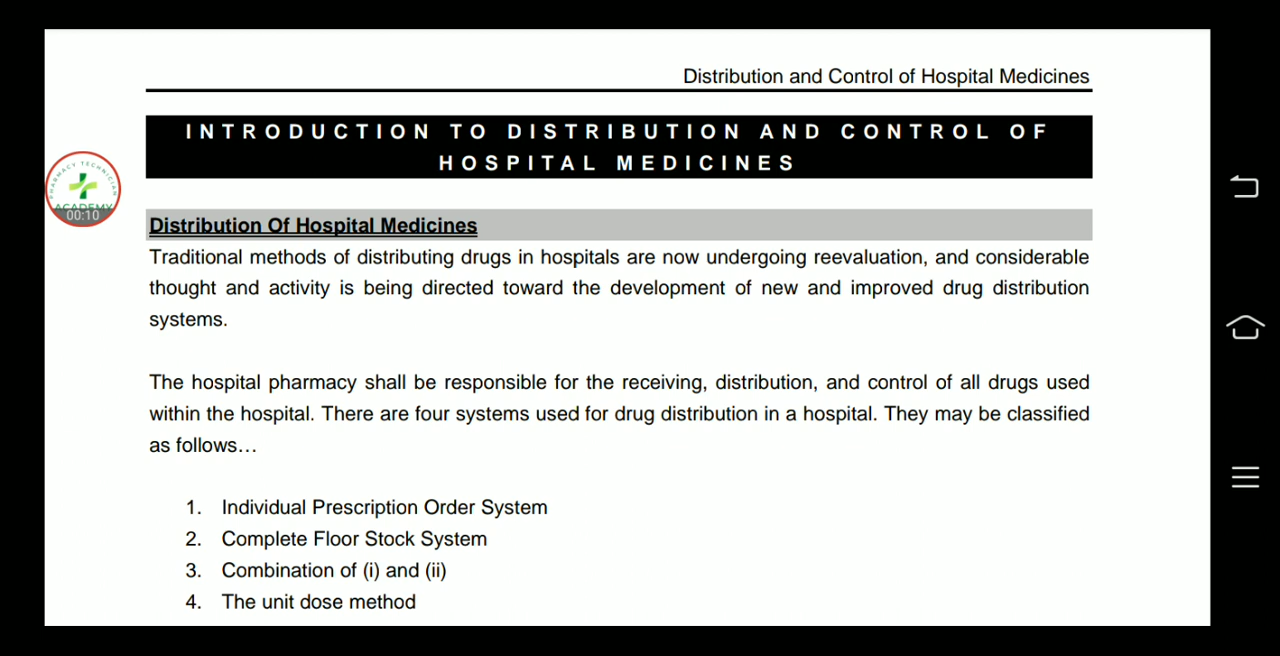 Distribution and Control of Hospital Medicines
INTRODUCTION TO DISTRIBUTION AND CONTROL OF
HOSPITAL MEDICINES
PHARMACY TECHNICIAN
ACADEMY
00:10
Distribution Of Hospital Medicines
Traditional methods of distributing drugs in hospitals are now undergoing reevaluation, and considerable
thought and activity is being directed toward the development of new and improved drug distribution
systems.
The hospital pharmacy shall be responsible for the receiving, distribution, and control of all drugs used
within the hospital. There are four systems used for drug distribution in a hospital. They may be classified
as follows…
1. Individual Prescription Order System
2. Complete Floor Stock System
3. Combination of (i) and (ii)
4. The unit dose method